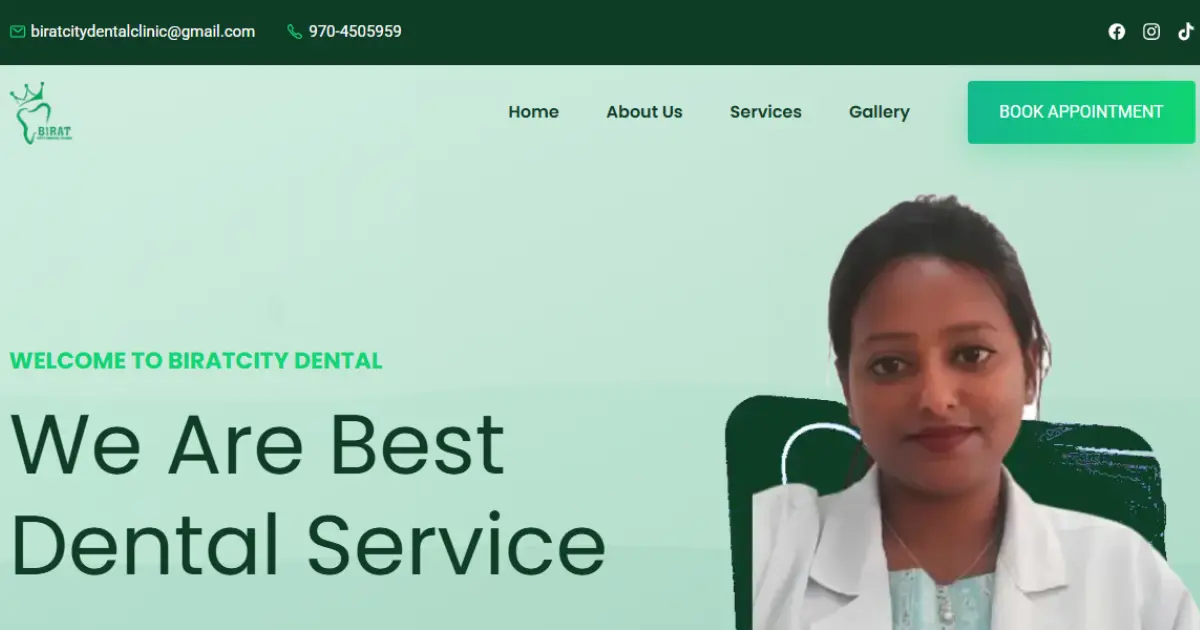 biratcitydentalclinic@gmail.com 970-4505959
BIRAT
Home About Us Services Gallery BOOK APPOINTMENT
WELCOME TO BIRATCITY DENTAL
We Are Best
Dental Service